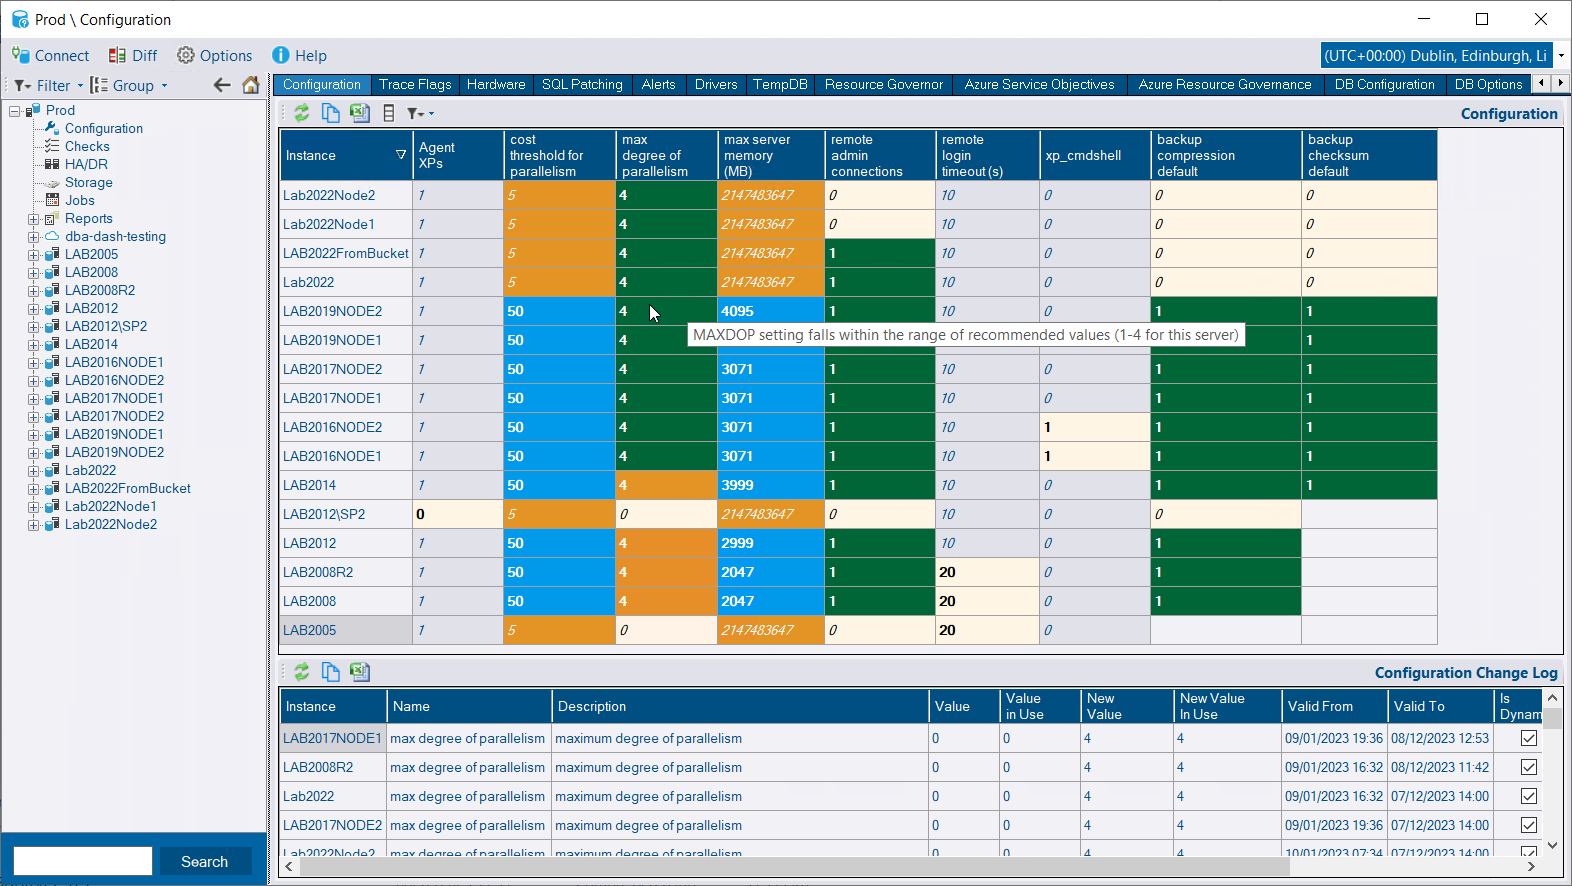 Prod \ Configuration
Connect Diff Options Help
(UTC+00:00) Dublin, Edinburgh, Li
Filter Group
Configuration Trace Flags Hardware SQL Patching Alerts Drivers TempDB Resource Governor Azure Service Objectives Azure Resource Governance DB Configuration DB Options
Prod
Configuration
Checks
HA/DR
Storage
Jobs
Reports
dba-dash-testing
LAB2005
LAB2008
LAB2008R2
LAB2012
LAB2012\SP2
LAB2014
LAB2016NODE1
LAB2016NODE2
LAB2017NODE1
LAB2017NODE2
LAB2019NODE1
LAB2019NODE2
Lab2022
LAB2022FromBucket
Lab2022Node1
Lab2022Node2
Search
Configuration
Instance
Agent
XPs
cost
threshold for
parallelism
max
degree of
parallelism
max server
memory
(MB)
remote
admin
connections
remote
login
timeout (s)
xp_cmdshell
backup
compression
default
backup
checksum
default
Lab2022Node2 1 5 4 2147483647 0 10 0 0 0
Lab2022Node1 1 5 4 2147483647 0 10 0 0 0
LAB2022FromBucket 1 5 4 2147483647 1 10 0 0 0
Lab2022 1 5 4 2147483647 1 10 0 0 0
LAB2019NODE2 1 50 4 4095 1 10 0 1 1
LAB2019NODE1 1 50 4 1
MAXDOP setting falls within the range of recommended values (1-4 for this server)
LAB2017NODE2 1 50 4 3071 1 10 0 1 1
LAB2017NODE1 1 50 4 3071 1 10 0 1 1
LAB2016NODE2 1 50 4 3071 1 10 1 1 1
LAB2016NODE1 1 50 4 3071 1 10 1 1 1
LAB2014 1 50 4 3999 1 10 0 1 1
LAB2012\SP2 0 5 0 2147483647 0 10 0 0
LAB2012 1 50 4 2999 1 10 0 1
LAB2008R2 1 50 4 2047 1 20 0 1
LAB2008 1 50 4 2047 1 20 0 1
LAB2005 1 5 0 2147483647 0 20 0
Configuration Change Log
Instance
Name
Description
Value
Value
in Use
New
Value
New Value
In Use
Valid From
Valid To
Is
Dynam
LAB2017NODE1 max degree of parallelism maximum degree of parallelism 0 0 4 4 09/01/2023 19:36 08/12/2023 12:53
LAB2008R2 max degree of parallelism maximum degree of parallelism 0 0 4 4 09/01/2023 16:32 08/12/2023 11:42
Lab2022 max degree of parallelism maximum degree of parallelism 0 0 4 4 09/01/2023 16:32 07/12/2023 14:00
LAB2017NODE2 max degree of parallelism maximum degree of parallelism 0 0 4 4 09/01/2023 19:36 07/12/2023 14:00
Lab2022Node2 max degree of parallelism maximum degree of parallelism 0 0 4 4 10/01/2023 07:34 07/12/2023 14:00